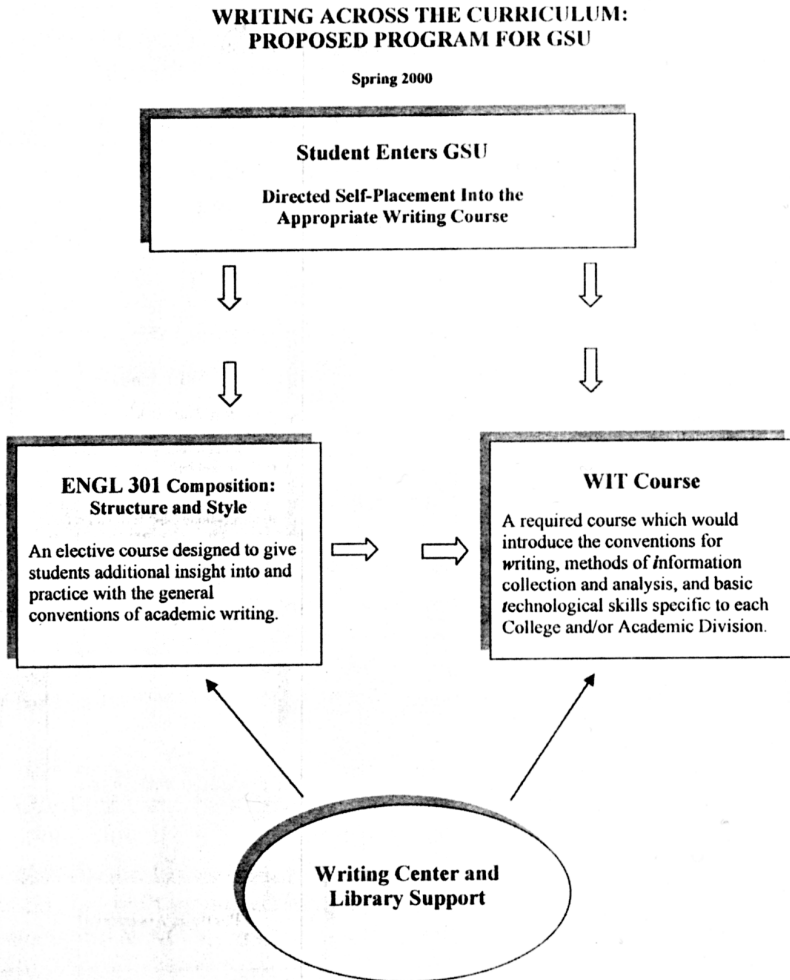 WRITING ACROSS THE CURRICULUM:
PROPOSED PROGRAM FOR GSU
Spring 2000
Student Enters GSU
Directed Self-Placement Into the
Appropriate Writing Course
ENGL 301 Composition:
Structure and Style
An elective course designed to give
students additional insight into and
practice with the general
conventions of academic writing.
WIT Course
A required course which would
introduce the conventions for
writing, methods of information
collection and analysis, and basic
technological skills specific to each
College and/or Academic Division.
Writing Center and
Library Support